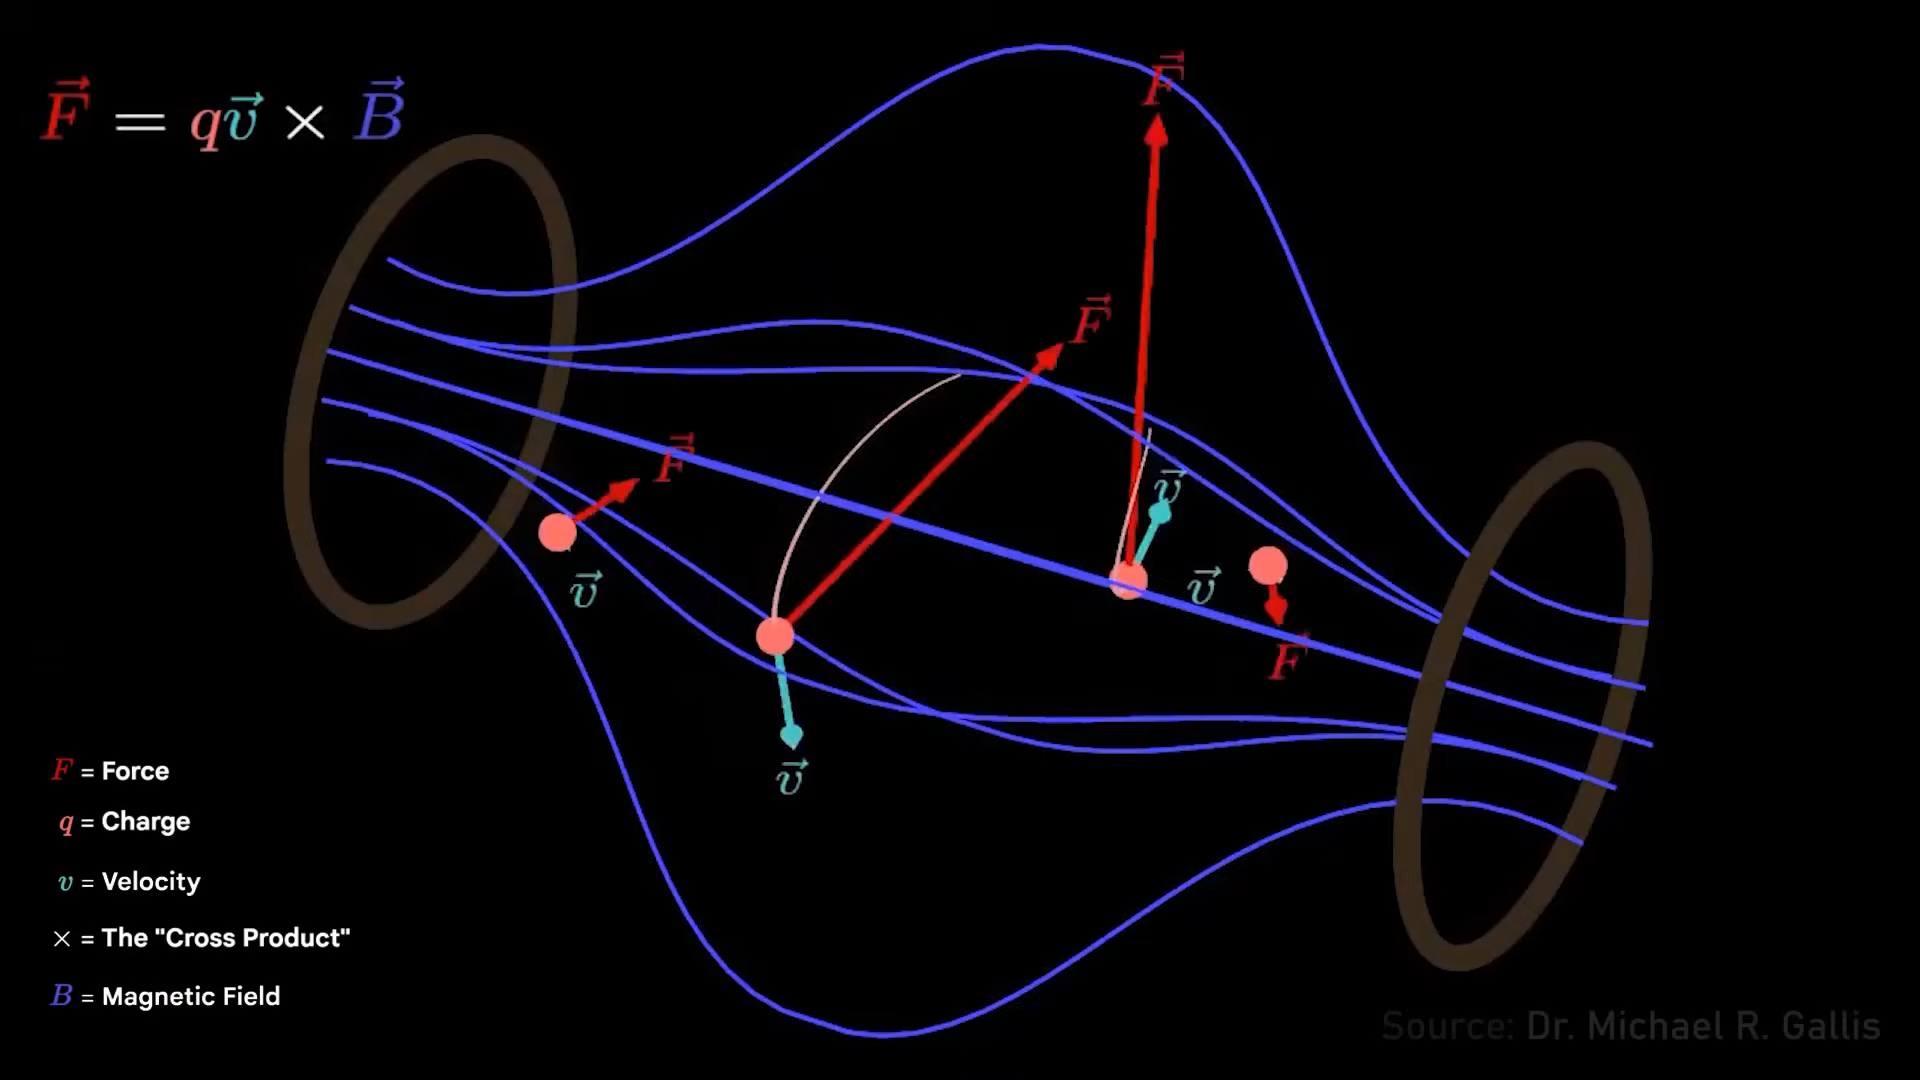 F⃗ = qv⃗ × B⃗
F⃗
F⃗
F⃗
v⃗
v⃗
v⃗
F⃗
v⃗
F = Force
q = Charge
v = Velocity
× = The "Cross Product"
B = Magnetic Field
Source: Dr. Michael R. Gallis